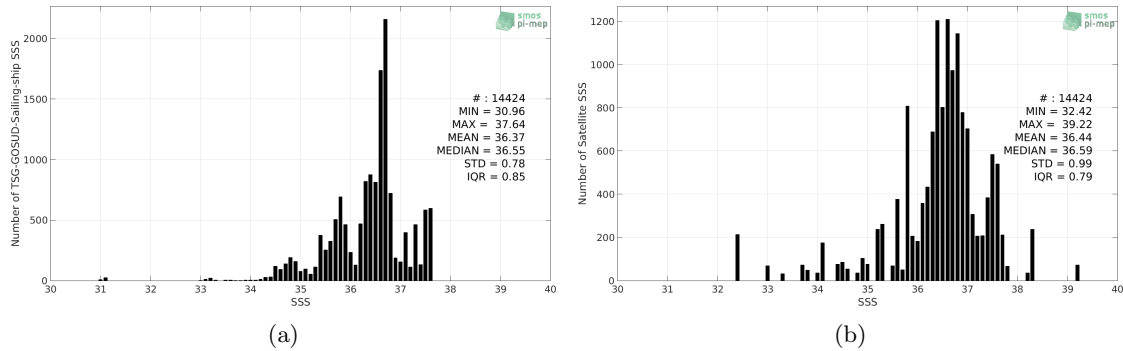 smos
pi-mep
Number of TSG-GOSUD-Sailing-ship SSS
2000
1500
1000
500
0
# : 14424
MIN = 30.96
MAX = 37.64
MEAN = 36.37
MEDIAN = 36.55
STD = 0.78
IQR = 0.85
30 31 32 33 34 35 36 37 38 39 40
SSS
(a)
smos
pi-mep
Number of Satellite SSS
1200
1000
800
600
400
200
0
# : 14424
MIN = 32.42
MAX = 39.22
MEAN = 36.44
MEDIAN = 36.59
STD = 0.99
IQR = 0.79
30 31 32 33 34 35 36 37 38 39 40
SSS
(b)